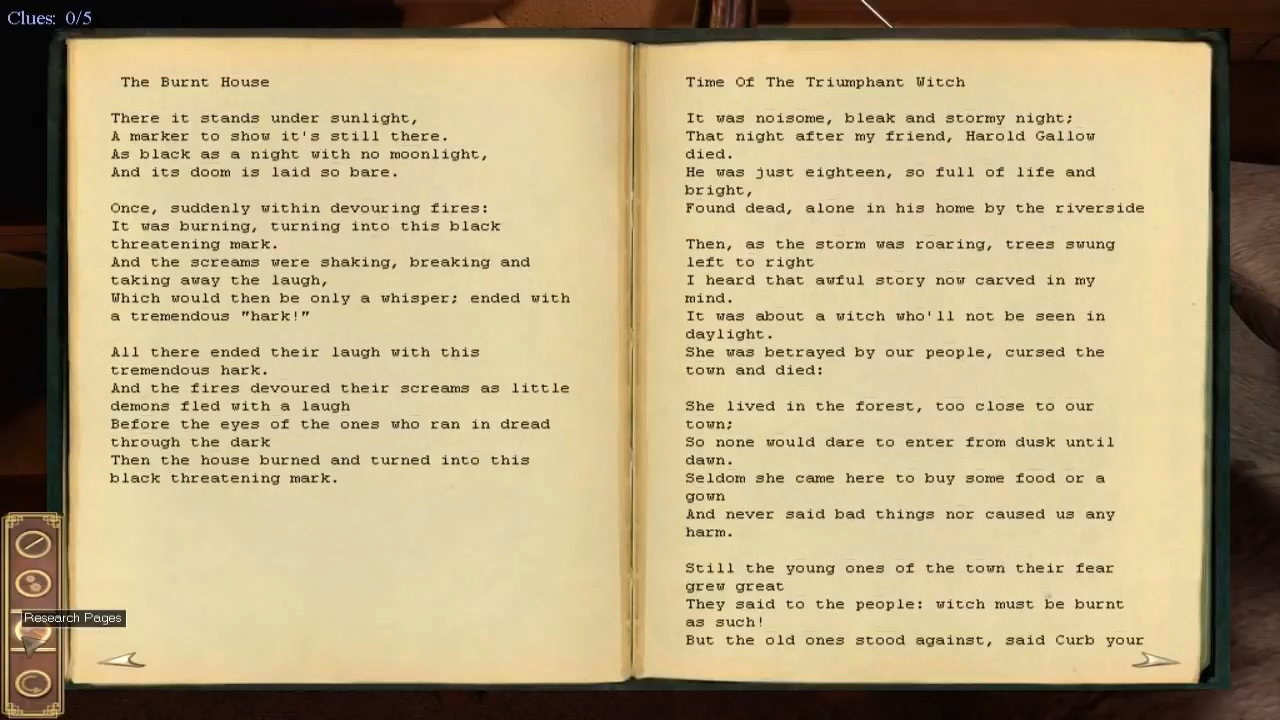 Clues: 0/5
The Burnt House
There it stands under sunlight,
A marker to show it's still there.
As black as a night with no moonlight,
And its doom is laid so bare.
Once, suddenly within devouring fires:
It was burning, turning into this black
threatening mark.
And the screams were shaking, breaking and
taking away the laugh,
Which would then be only a whisper; ended with
a tremendous "hark!"
All there ended their laugh with this
tremendous hark.
And the fires devoured their screams as little
demons fled with a laugh
Before the eyes of the ones who ran in dread
through the dark
Then the house burned and turned into this
black threatening mark.
Time Of The Triumphant Witch
It was noisome, bleak and stormy night;
That night after my friend, Harold Gallow
died.
He was just eighteen, so full of life and
bright,
Found dead, alone in his home by the riverside
Then, as the storm was roaring, trees swung
left to right
I heard that awful story now carved in my
mind.
It was about a witch who'll not be seen in
daylight.
She was betrayed by our people, cursed the
town and died:
She lived in the forest, too close to our
town;
So none would dare to enter from dusk until
dawn.
Seldom she came here to buy some food or a
gown
And never said bad things nor caused us any
harm.
Still the young ones of the town their fear
grew great
They said to the people: witch must be burnt
as such!
But the old ones stood against, said Curb your
Research Pages